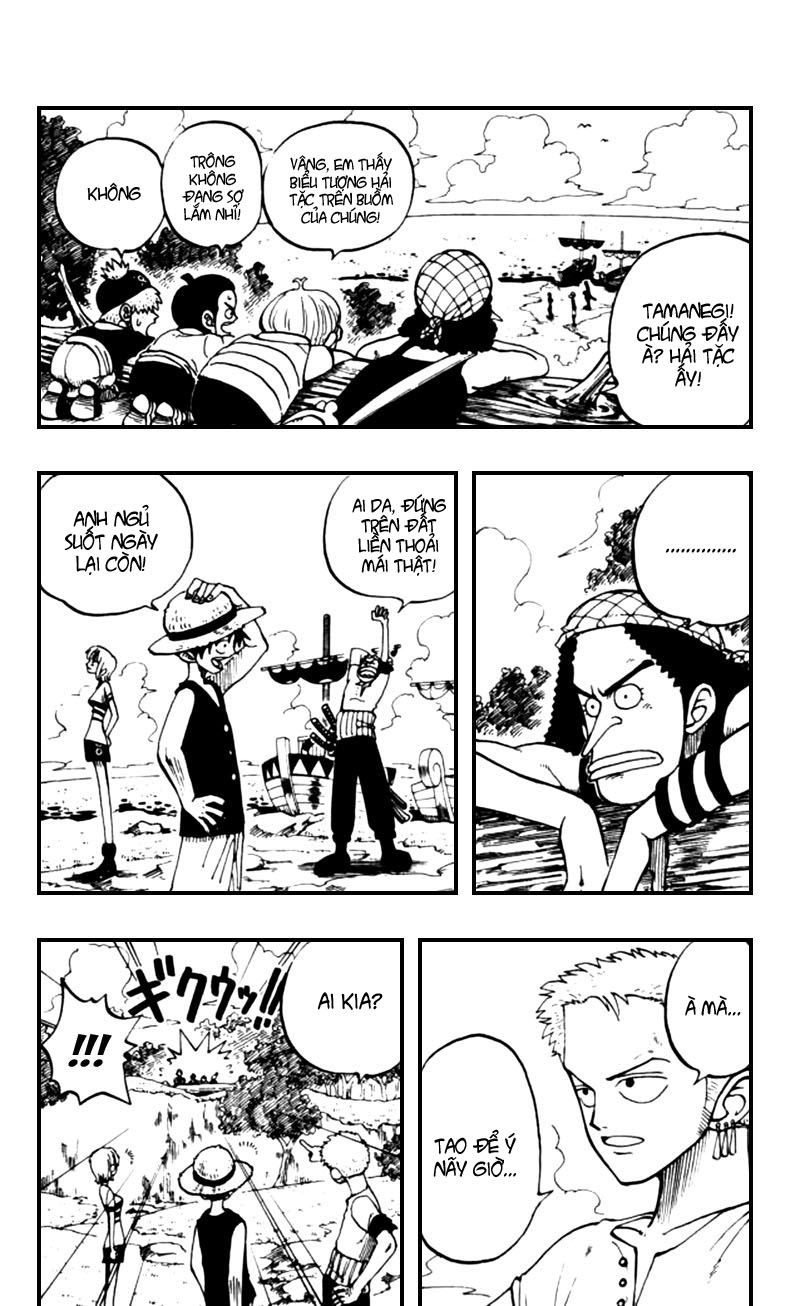 TAMANEGI!
CHÚNG ĐẤY
À? HẢI TẶC
ẤY!
VÂNG, EM THẤY
BIỂU TƯỢNG HẢI
TẶC TRÊN BUỒM
CỦA CHÚNG!
TRÔNG
KHÔNG
ĐANG SỢ
LẮM NHỈ!
KHÔNG
..............
AI DA, ĐỨNG
TRÊN ĐẤT
LIỀN THOẢI
MÁI THẬT!
ANH NGỦ
SUỐT NGÀY
LẠI CÒN!
À MÀ...
TAO ĐỂ Ý
NÃY GIỜ...
AI KIA?
ギクウッ!!
!!!